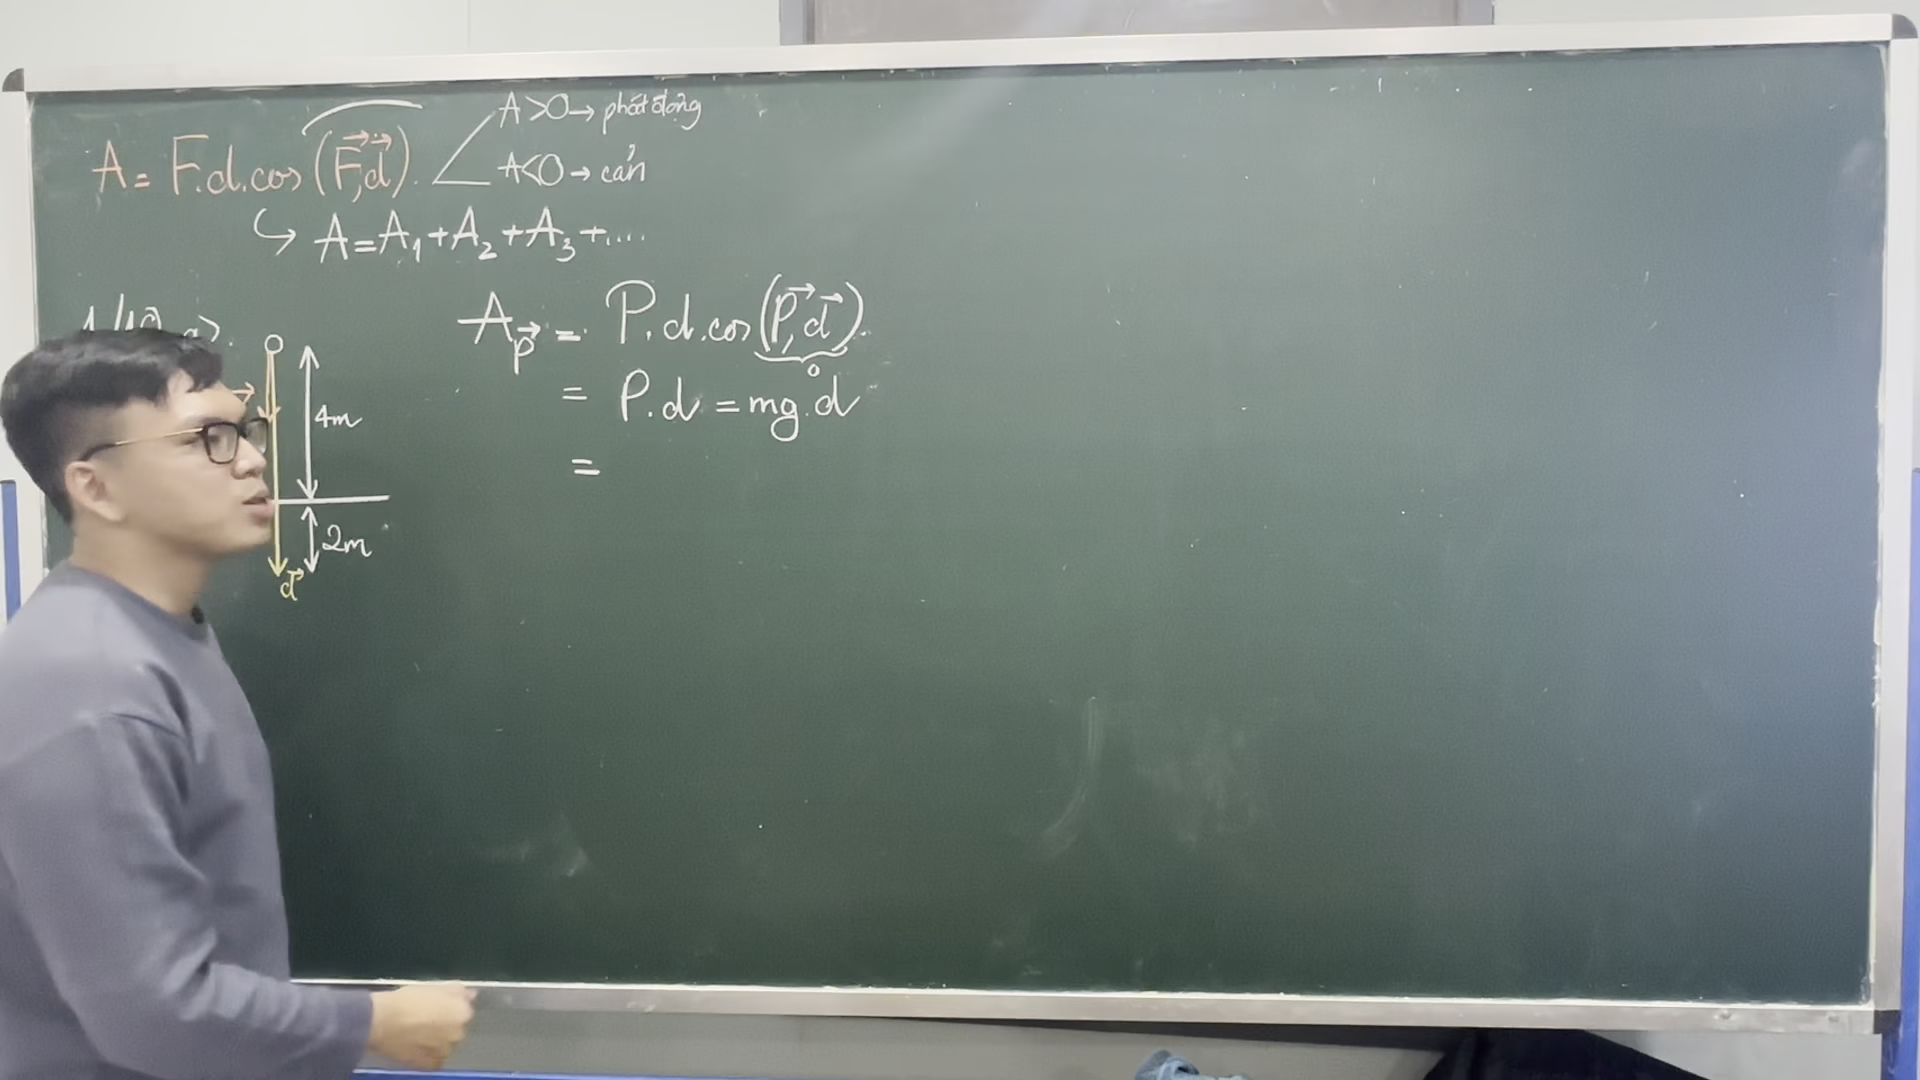 A = F.d.cos(F⃗,d⃗).
A>0 → phát động
A<0 → cản
↪ A=A₁+A₂+A₃+....
a>.
4m
2m
d⃗
A_P⃗ = P.d.cos(P⃗,d⃗).
0
= P.d = mg.d
=